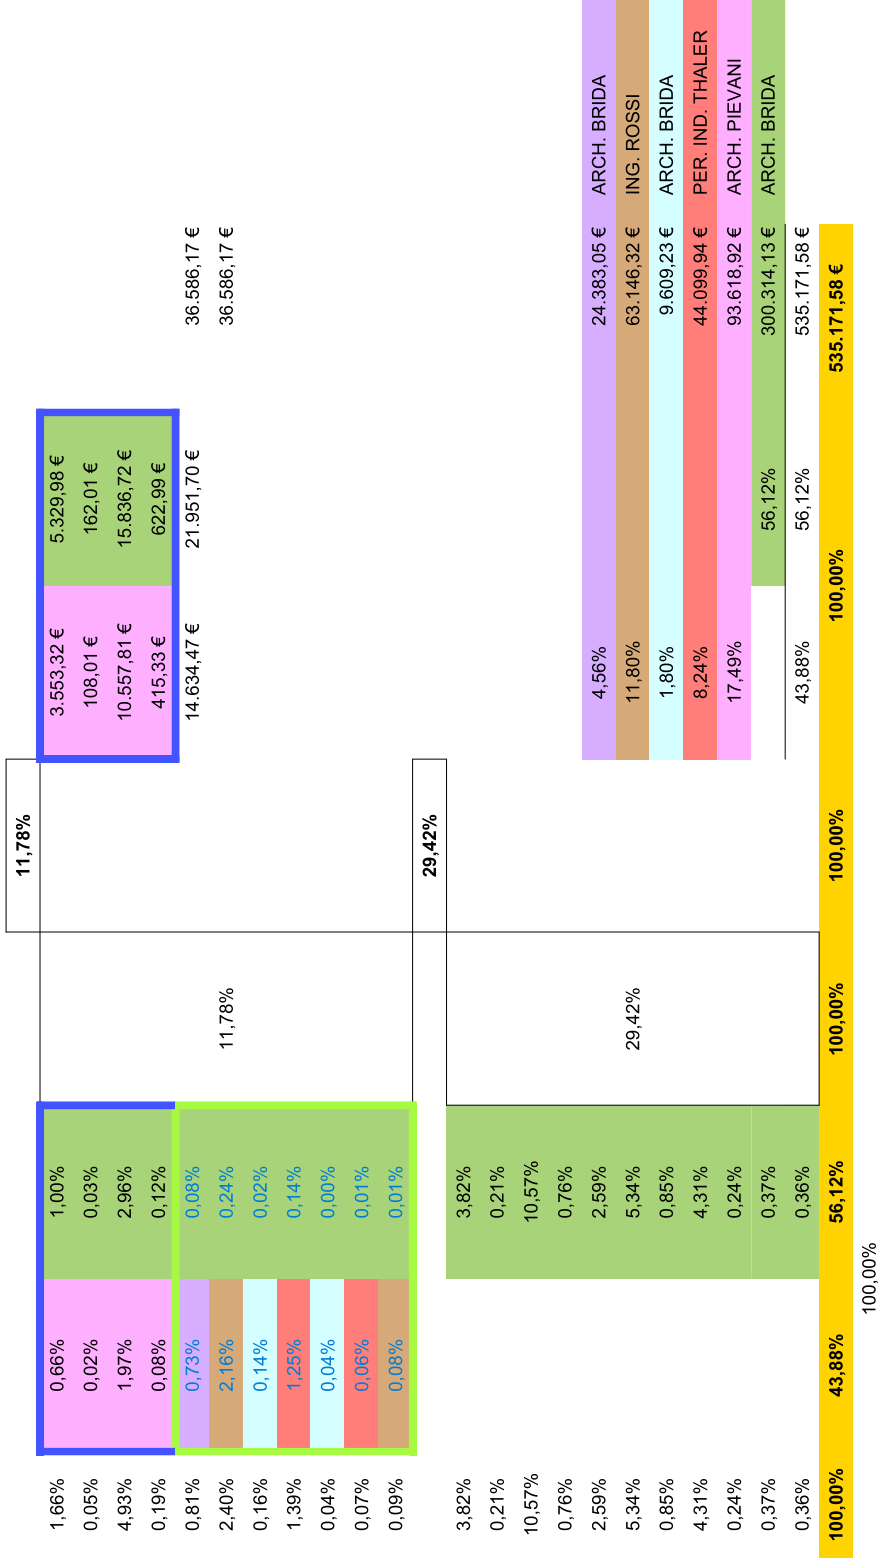 11,78%
1,66% 0,66% 1,00% 3.553,32 € 5.329,98 €
0,05% 0,02% 0,03% 108,01 € 162,01 €
4,93% 1,97% 2,96% 10.557,81 € 15.836,72 €
0,19% 0,08% 0,12% 415,33 € 622,99 €
0,81% 0,73% 0,08% 14.634,47 € 21.951,70 € 36.586,17 €
2,40% 2,16% 0,24% 11,78% 36.586,17 €
0,16% 0,14% 0,02%
1,39% 1,25% 0,14%
0,04% 0,04% 0,00%
0,07% 0,06% 0,01%
0,09% 0,08% 0,01%
29,42%
3,82% 3,82%
0,21% 0,21%
10,57% 10,57%
0,76% 0,76%
2,59% 2,59% 4,56% 24.383,05 € ARCH. BRIDA
5,34% 5,34% 29,42% 11,80% 63.146,32 € ING. ROSSI
0,85% 0,85% 1,80% 9.609,23 € ARCH. BRIDA
4,31% 4,31% 8,24% 44.099,94 € PER. IND. THALER
0,24% 0,24% 17,49% 93.618,92 € ARCH. PIEVANI
0,37% 0,37% 56,12% 300.314,13 € ARCH. BRIDA
0,36% 0,36% 43,88% 56,12% 535.171,58 €
100,00% 43,88% 56,12% 100,00% 100,00% 100,00% 535.171,58 €
100,00%